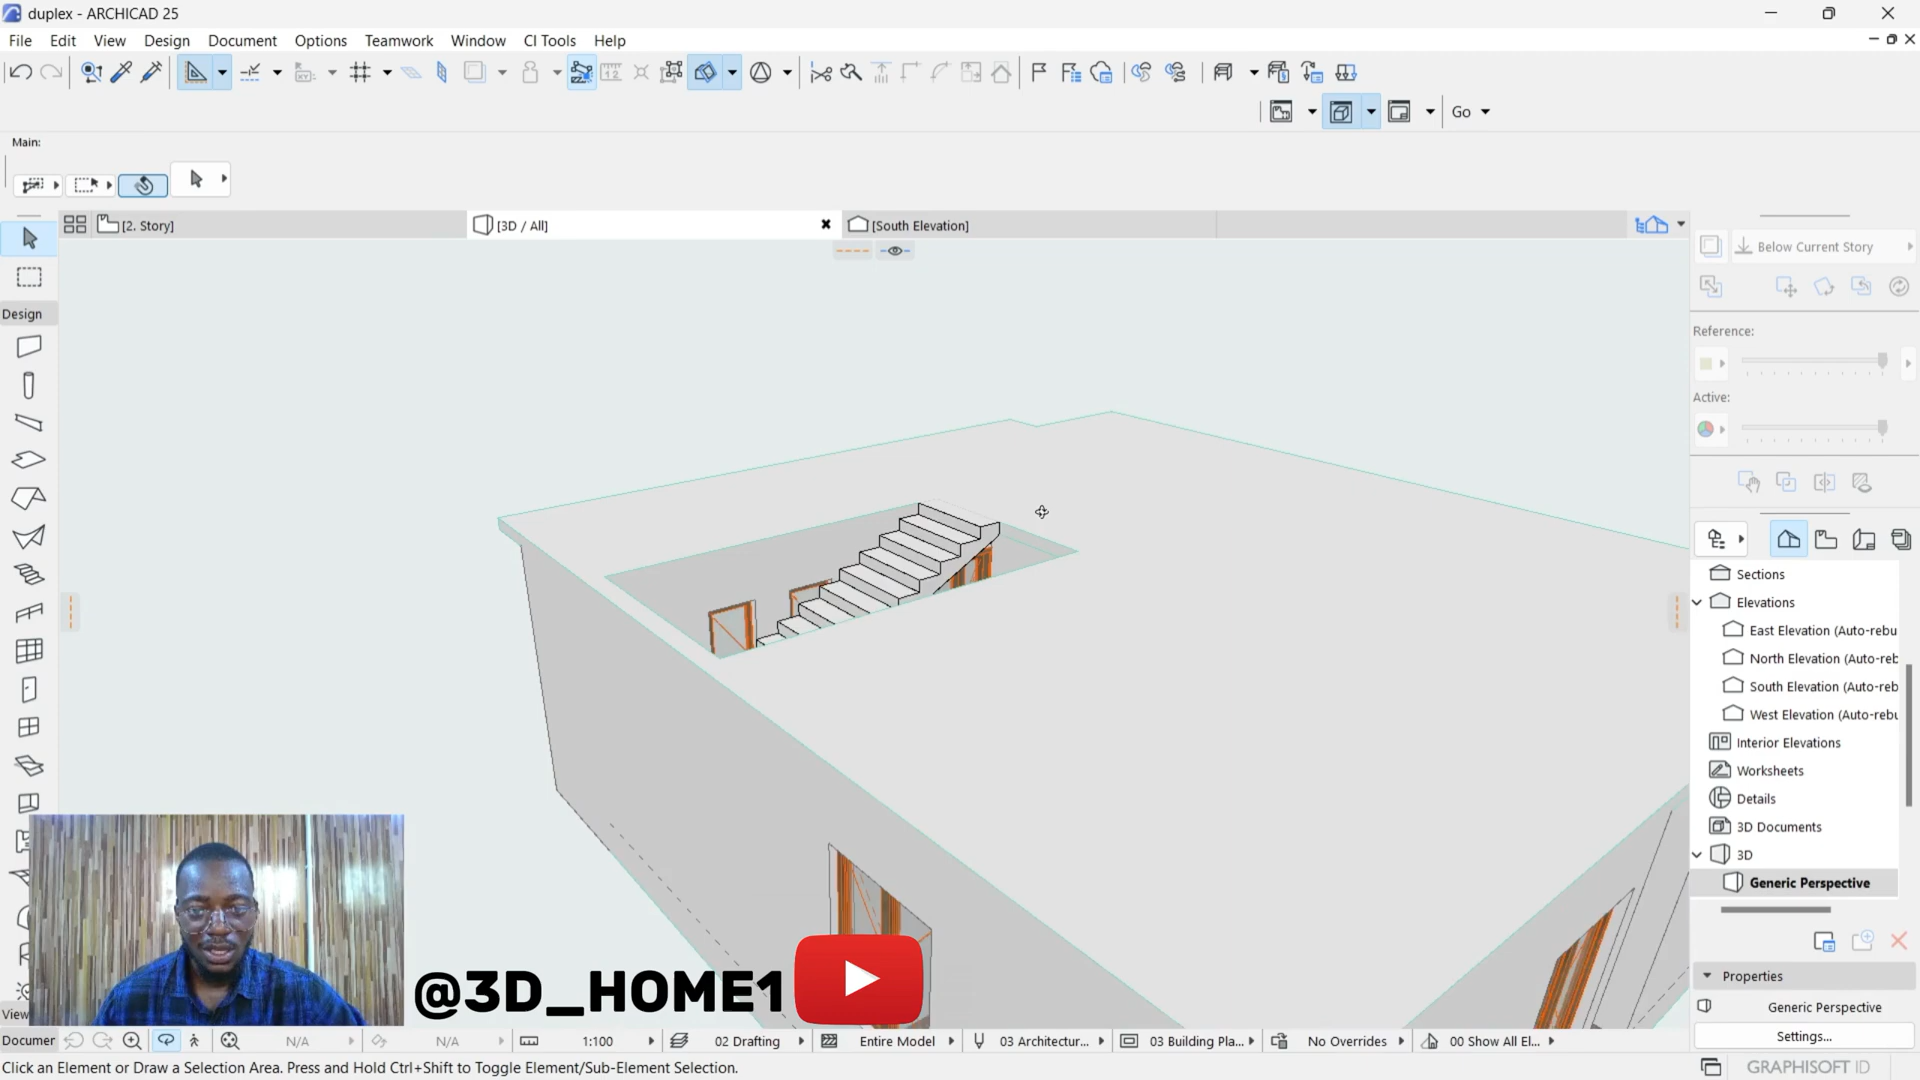 duplex - ARCHICAD 25
File Edit View Design Document Options Teamwork Window CI Tools Help
Go
Main:
[2. Story]
[3D / All]
[South Elevation]
Design
Below Current Story
Reference:
Active:
Sections
Elevations
East Elevation (Auto-rebu
North Elevation (Auto-reb
South Elevation (Auto-reb
West Elevation (Auto-rebu
Interior Elevations
Worksheets
Details
3D Documents
3D
Generic Perspective
Properties
Generic Perspective
Settings...
@3D_HOME1
View
Documer
N/A
N/A
1:100
02 Drafting
Entire Model
03 Architectur...
03 Building Pla...
No Overrides
00 Show All El...
Click an Element or Draw a Selection Area. Press and Hold Ctrl+Shift to Toggle Element/Sub-Element Selection.
GRAPHISOFT ID